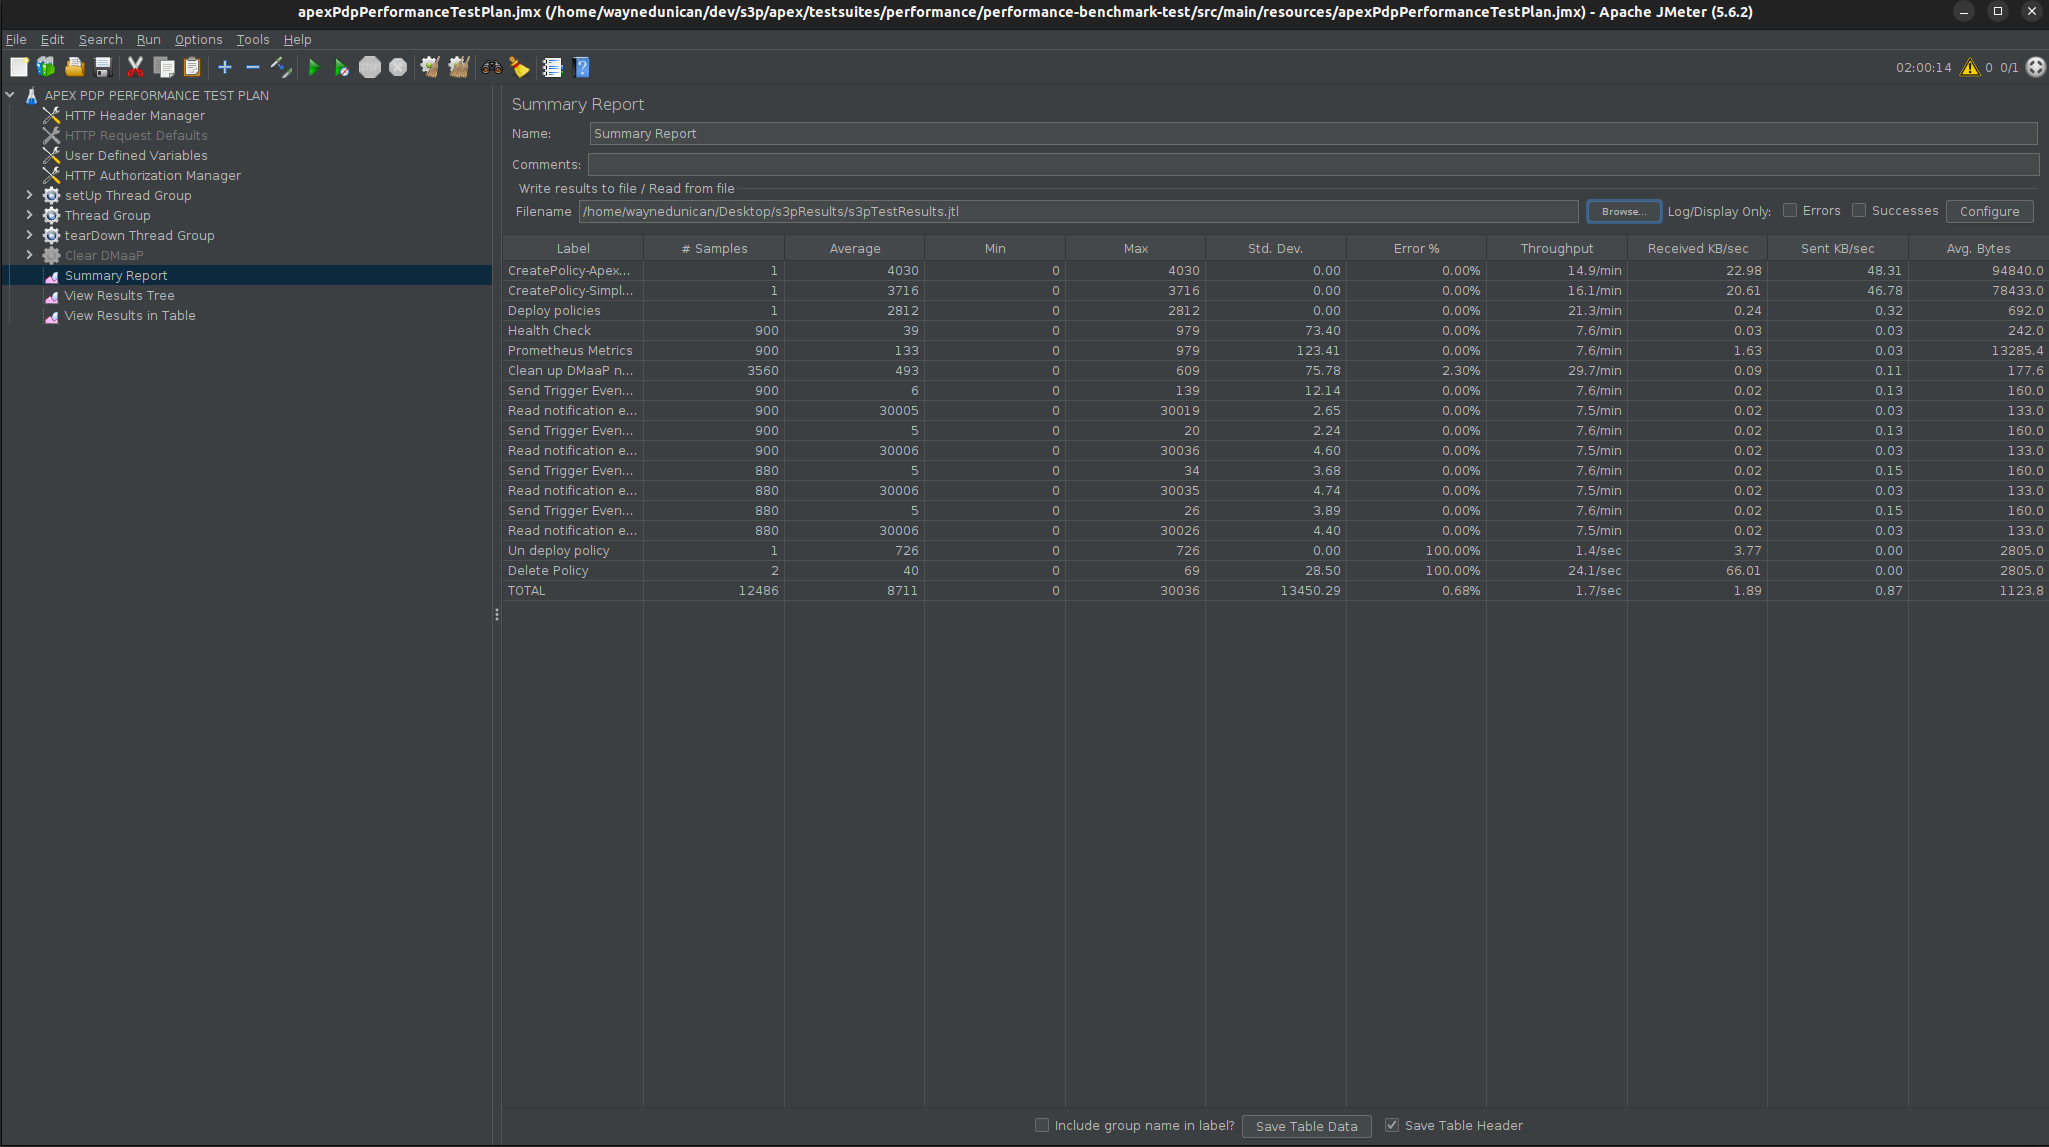 apexPdpPerformanceTestPlan.jmx (/home/waynedunican/dev/s3p/apex/testsuites/performance/performance-benchmark-test/src/main/resources/apexPdpPerformanceTestPlan.jmx) - Apache JMeter (5.6.2)
File Edit Search Run Options Tools Help
STOP 02:00:14 0 0/1
APEX PDP PERFORMANCE TEST PLAN
HTTP Header Manager
HTTP Request Defaults
User Defined Variables
HTTP Authorization Manager
setUp Thread Group
Thread Group
tearDown Thread Group
Clear DMaaP
Summary Report
View Results Tree
View Results in Table
Summary Report
Name: Summary Report
Comments:
Write results to file / Read from file
Filename /home/waynedunican/Desktop/s3pResults/s3pTestResults.jtl Browse... Log/Display Only: Errors Successes Configure
Label # Samples Average Min Max Std. Dev. Error % Throughput Received KB/sec Sent KB/sec Avg. Bytes
CreatePolicy-Apex... 1 4030 0 4030 0.00 0.00% 14.9/min 22.98 48.31 94840.0
CreatePolicy-Simpl... 1 3716 0 3716 0.00 0.00% 16.1/min 20.61 46.78 78433.0
Deploy policies 1 2812 0 2812 0.00 0.00% 21.3/min 0.24 0.32 692.0
Health Check 900 39 0 979 73.40 0.00% 7.6/min 0.03 0.03 242.0
Prometheus Metrics 900 133 0 979 123.41 0.00% 7.6/min 1.63 0.03 13285.4
Clean up DMaaP n... 3560 493 0 609 75.78 2.30% 29.7/min 0.09 0.11 177.6
Send Trigger Even... 900 6 0 139 12.14 0.00% 7.6/min 0.02 0.13 160.0
Read notification e... 900 30005 0 30019 2.65 0.00% 7.5/min 0.02 0.03 133.0
Send Trigger Even... 900 5 0 20 2.24 0.00% 7.6/min 0.02 0.13 160.0
Read notification e... 900 30006 0 30036 4.60 0.00% 7.5/min 0.02 0.03 133.0
Send Trigger Even... 880 5 0 34 3.68 0.00% 7.6/min 0.02 0.15 160.0
Read notification e... 880 30006 0 30035 4.74 0.00% 7.5/min 0.02 0.03 133.0
Send Trigger Even... 880 5 0 26 3.89 0.00% 7.6/min 0.02 0.15 160.0
Read notification e... 880 30006 0 30026 4.40 0.00% 7.5/min 0.02 0.03 133.0
Un deploy policy 1 726 0 726 0.00 100.00% 1.4/sec 3.77 0.00 2805.0
Delete Policy 2 40 0 69 28.50 100.00% 24.1/sec 66.01 0.00 2805.0
TOTAL 12486 8711 0 30036 13450.29 0.68% 1.7/sec 1.89 0.87 1123.8
Include group name in label? Save Table Data Save Table Header